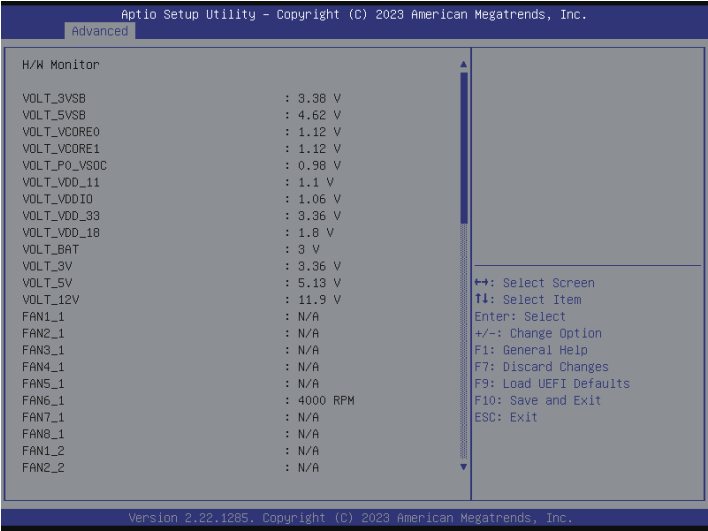 Aptio Setup Utility – Copyright (C) 2023 American Megatrends, Inc.
Advanced
H/W Monitor
VOLT_3VSB : 3.38 V
VOLT_5VSB : 4.62 V
VOLT_VCORE0 : 1.12 V
VOLT_VCORE1 : 1.12 V
VOLT_P0_VSOC : 0.98 V
VOLT_VDD_11 : 1.1 V
VOLT_VDDIO : 1.06 V
VOLT_VDD_33 : 3.36 V
VOLT_VDD_18 : 1.8 V
VOLT_BAT : 3 V
VOLT_3V : 3.36 V
VOLT_5V : 5.13 V
VOLT_12V : 11.9 V
FAN1_1 : N/A
FAN2_1 : N/A
FAN3_1 : N/A
FAN4_1 : N/A
FAN5_1 : N/A
FAN6_1 : 4000 RPM
FAN7_1 : N/A
FAN8_1 : N/A
FAN1_2 : N/A
FAN2_2 : N/A
↔: Select Screen
↑↓: Select Item
Enter: Select
+/-: Change Option
F1: General Help
F7: Discard Changes
F9: Load UEFI Defaults
F10: Save and Exit
ESC: Exit
Version 2.22.1285. Copyright (C) 2023 American Megatrends, Inc.